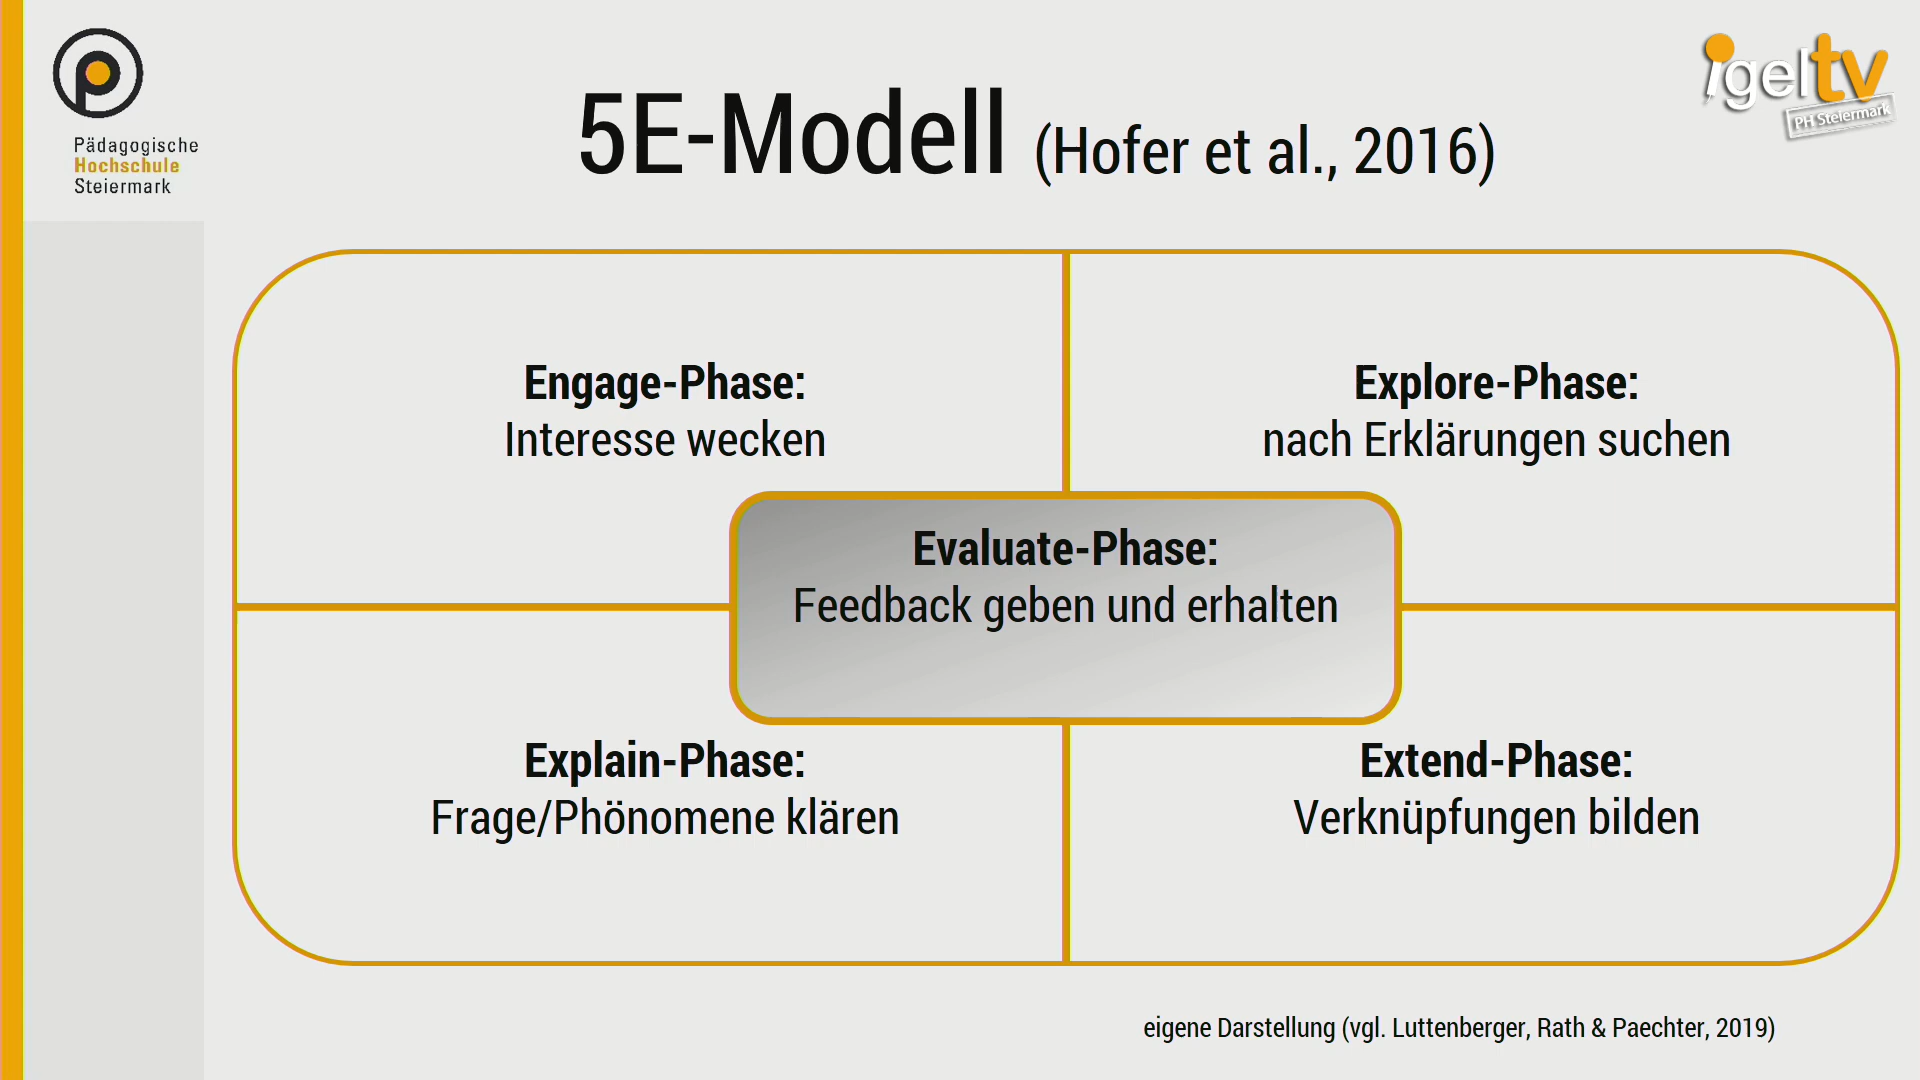 Pädagogische
Hochschule
Steiermark
igeltv
PH Steiermark
5E-Modell (Hofer et al., 2016)
Engage-Phase:
Interesse wecken
Explore-Phase:
nach Erklärungen suchen
Evaluate-Phase:
Feedback geben und erhalten
Explain-Phase:
Frage/Phönomene klären
Extend-Phase:
Verknüpfungen bilden
eigene Darstellung (vgl. Luttenberger, Rath & Paechter, 2019)